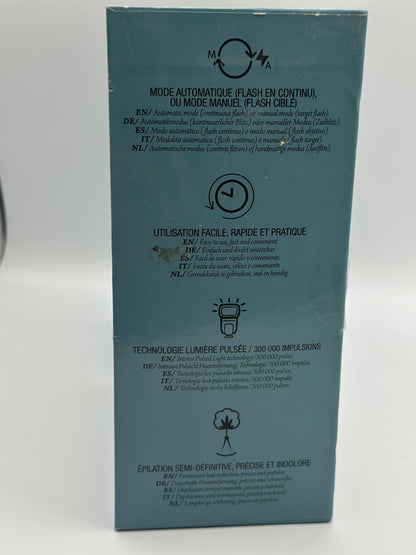 M A
MODE AUTOMATIQUE (FLASH EN CONTINU),
OU MODE MANUEL (FLASH CIBLÉ)
EN/ Automatic mode (continuous flash), or manual mode (target flash).
DE/ Automatikmodus (kontinuierlicher Blitz) oder manueller Modus (Zielblitz).
ES/ Modo automático ( flash continuo) o modo manual ( flash objetivo).
IT/ Modalità automatica ( flash continuo) o manuale ( flash target)
NL/ Automatische modus (continu flitsen) of handmatige modus (doelflits).
UTILISATION FACILE, RAPIDE ET PRATIQUE
EN/ Easy to use, fast and convenient.
DE/ Einfach und direkt einsetzbar.
ES/ Fácil de usar, rápido y conveniente.
IT/ Facile da usare, veloce e conveniente.
NL/ Gemakkelijk te gebruiken, snel en handig.
TECHNOLOGIE LUMIÈRE PULSÉE / 300 000 IMPULSIONS
EN/ Intense Pulsed Light technology/300 000 pulses.
DE/ Intensive Pulslicht Haarentfernungs Technologie/300 000 Impulse
ES/ Tecnología luz pulsada intensa/300 000 pulsos.
IT/ Tecnologia luce pulsata intensa/300 000 impulsi
NL/ Technologie sterke lichtflitsen/300 000 pulsen.
ÉPILATION SEMI-DÉFINITIVE, PRÉCISE ET INDOLORE
EN/ Permanent hair reduction, precise and painless.
DE/ Dauerhafte Haarentfernung, präzise und schmerzlos.
ES/ Depilación semipermanente, precisa y indolora.
IT/ Depilazione semi permanente, precisa e indolore.
NL/ Langdurige ontharing, precies en pijnloos.